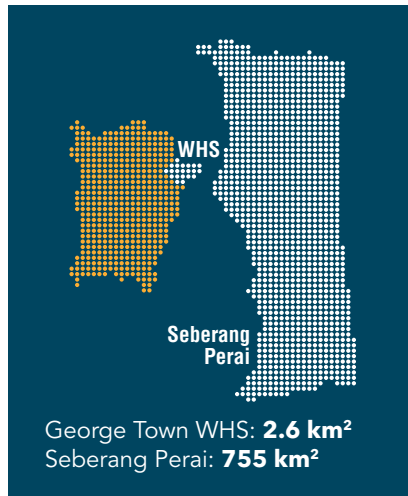 WHS
Seberang
Perai
George Town WHS: 2.6 km²
Seberang Perai: 755 km²